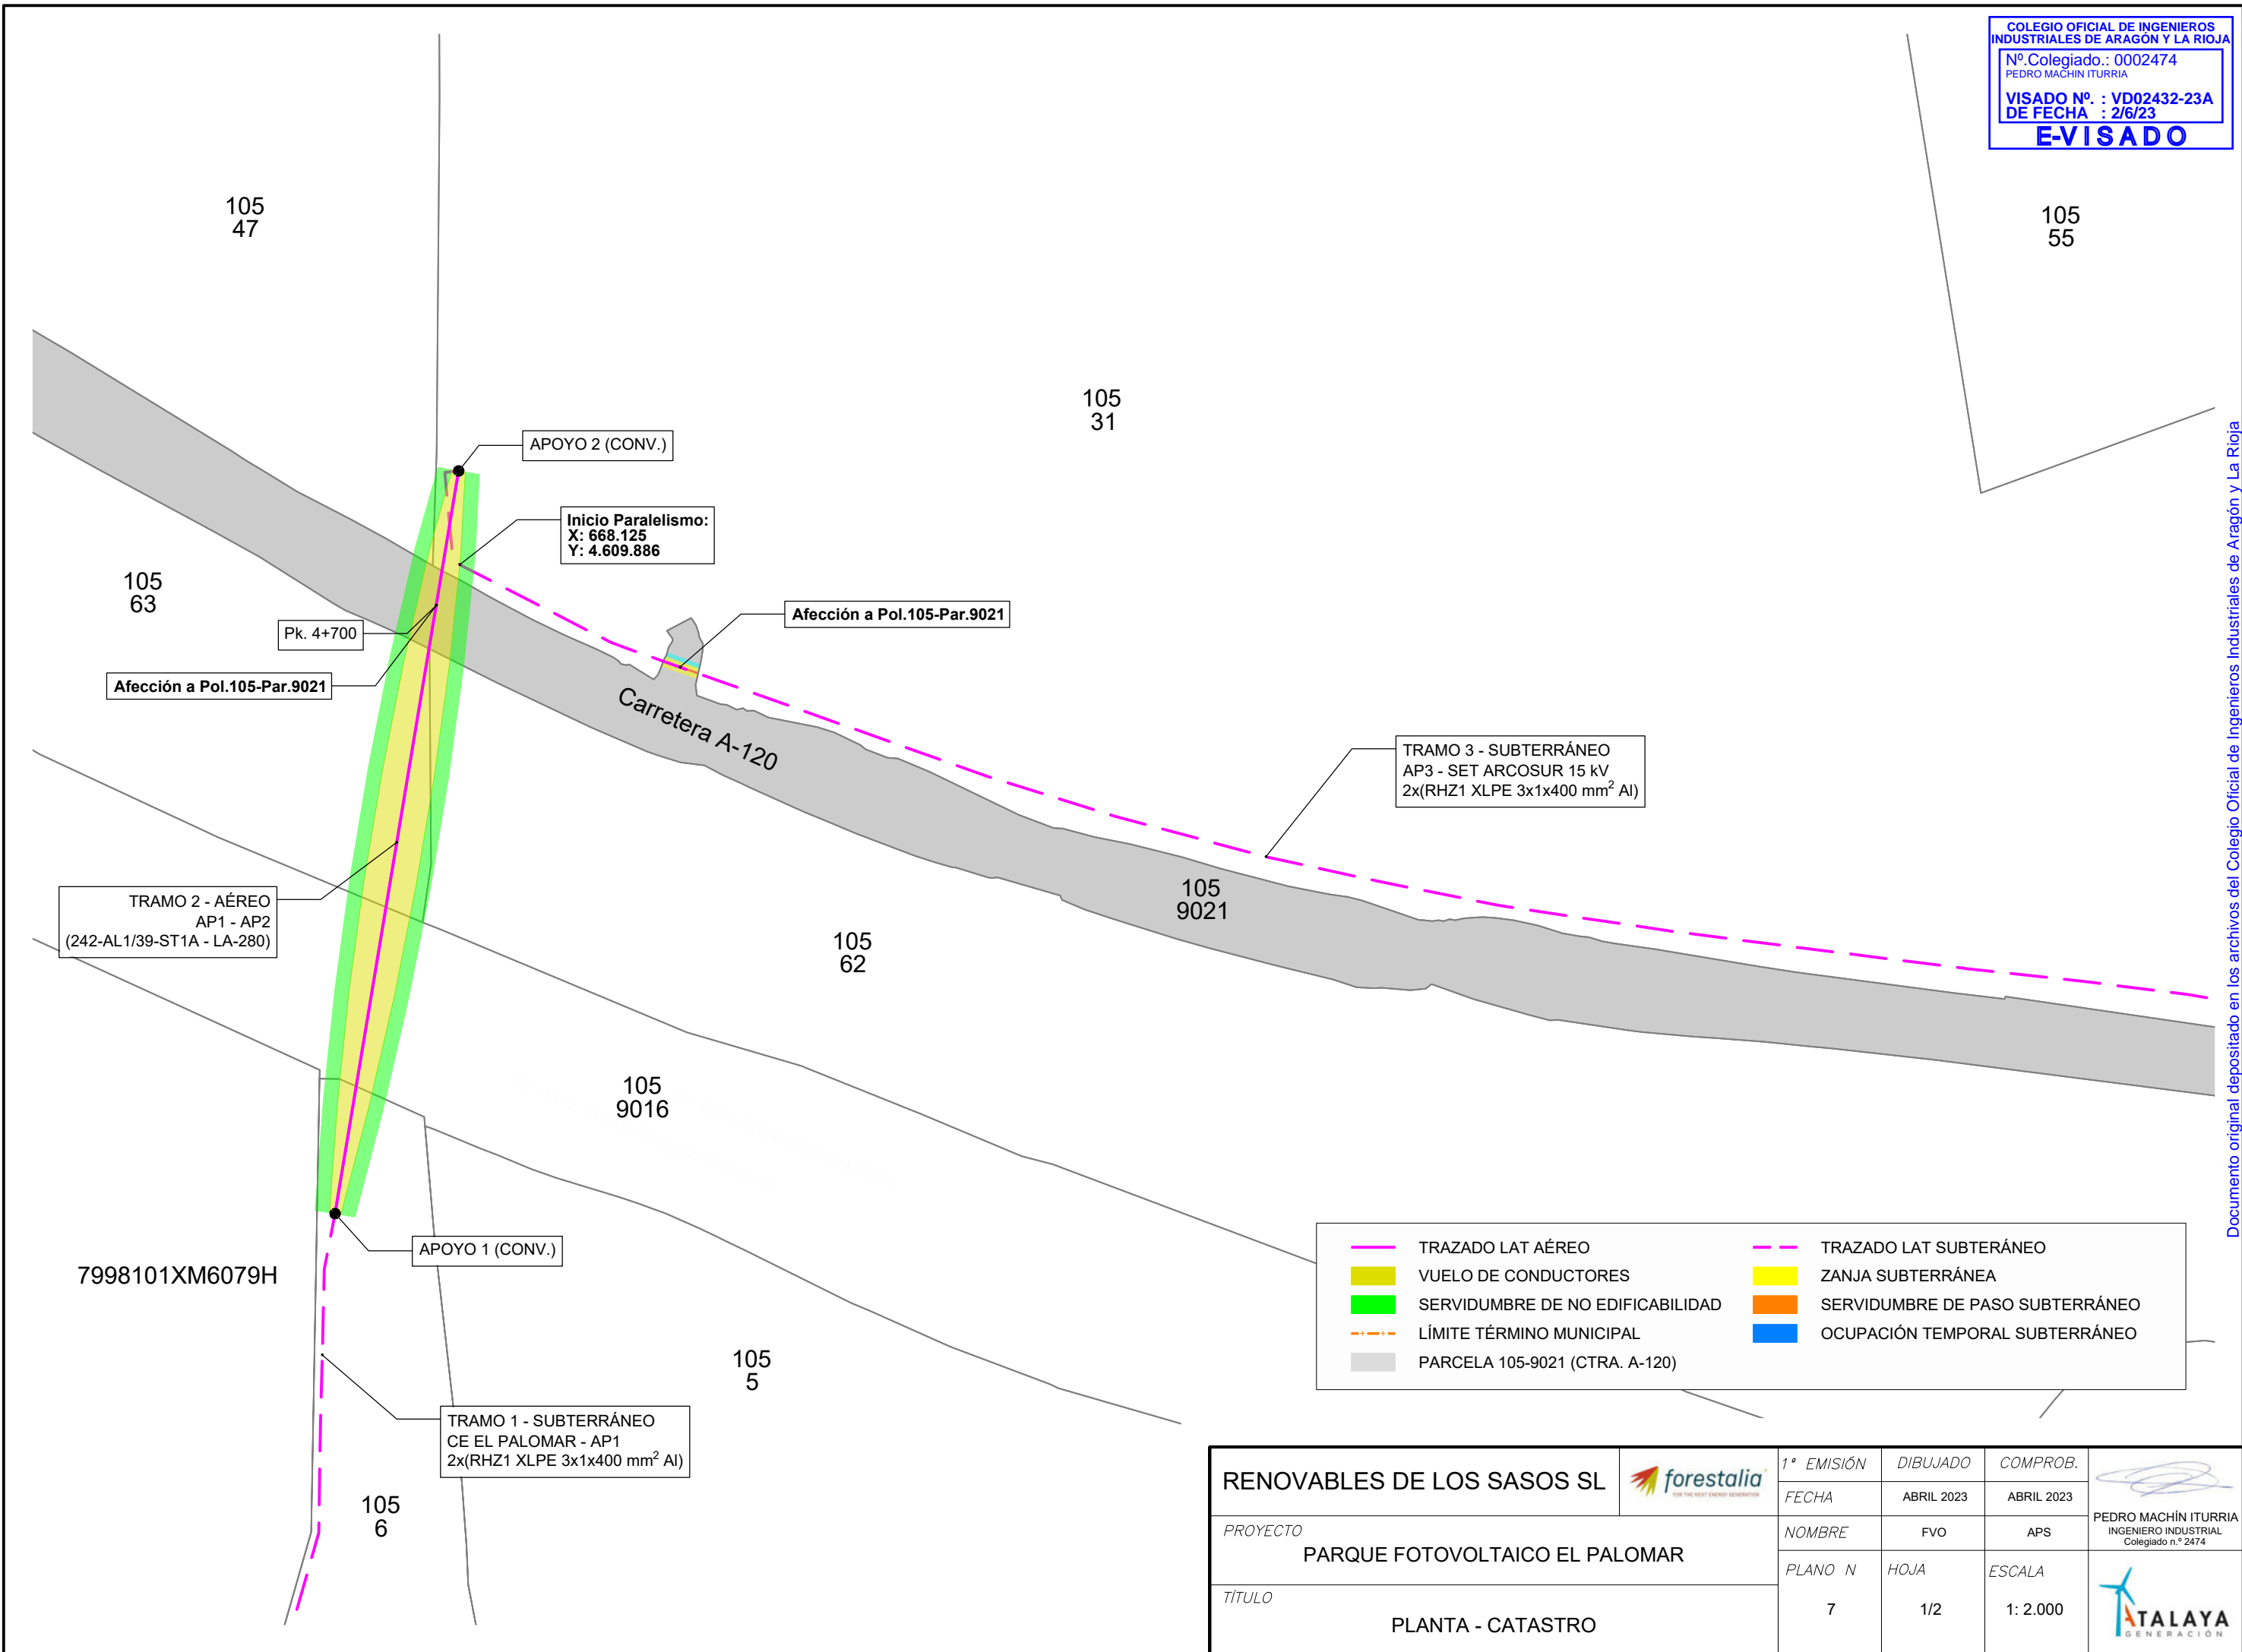 COLEGIO OFICIAL DE INGENIEROS
INDUSTRIALES DE ARAGÓN Y LA RIOJA
Nº.Colegiado.: 0002474
PEDRO MACHIN ITURRIA
VISADO Nº. : VD02432-23A
DE FECHA : 2/6/23
E-VISADO
105
47
105
55
105
31
APOYO 2 (CONV.)
Inicio Paralelismo:
X: 668.125
Y: 4.609.886
105
63
Pk. 4+700
Afección a Pol.105-Par.9021
Afección a Pol.105-Par.9021
Carretera A-120
TRAMO 3 - SUBTERRÁNEO
AP3 - SET ARCOSUR 15 kV
2x(RHZ1 XLPE 3x1x400 mm² Al)
TRAMO 2 - AÉREO
AP1 - AP2
(242-AL1/39-ST1A - LA-280)
105
9021
105
62
105
9016
APOYO 1 (CONV.)
7998101XM6079H
105
5
TRAMO 1 - SUBTERRÁNEO
CE EL PALOMAR - AP1
2x(RHZ1 XLPE 3x1x400 mm² Al)
105
6
TRAZADO LAT AÉREO
VUELO DE CONDUCTORES
SERVIDUMBRE DE NO EDIFICABILIDAD
LÍMITE TÉRMINO MUNICIPAL
PARCELA 105-9021 (CTRA. A-120)
TRAZADO LAT SUBTERÁNEO
ZANJA SUBTERRÁNEA
SERVIDUMBRE DE PASO SUBTERRÁNEO
OCUPACIÓN TEMPORAL SUBTERRÁNEO
Documento original depositado en los archivos del Colegio Oficial de Ingenieros Industriales de Aragón y La Rioja
RENOVABLES DE LOS SASOS SL
forestalia
FOR THE NEXT ENERGY GENERATION
1ª EMISIÓN DIBUJADO COMPROB.
FECHA ABRIL 2023 ABRIL 2023
NOMBRE FVO APS
PEDRO MACHÍN ITURRIA
INGENIERO INDUSTRIAL
Colegiado n.º 2474
PROYECTO
PARQUE FOTOVOLTAICO EL PALOMAR
TÍTULO
PLANTA - CATASTRO
PLANO N HOJA ESCALA
7 1/2 1: 2.000
ATALAYA
GENERACIÓN